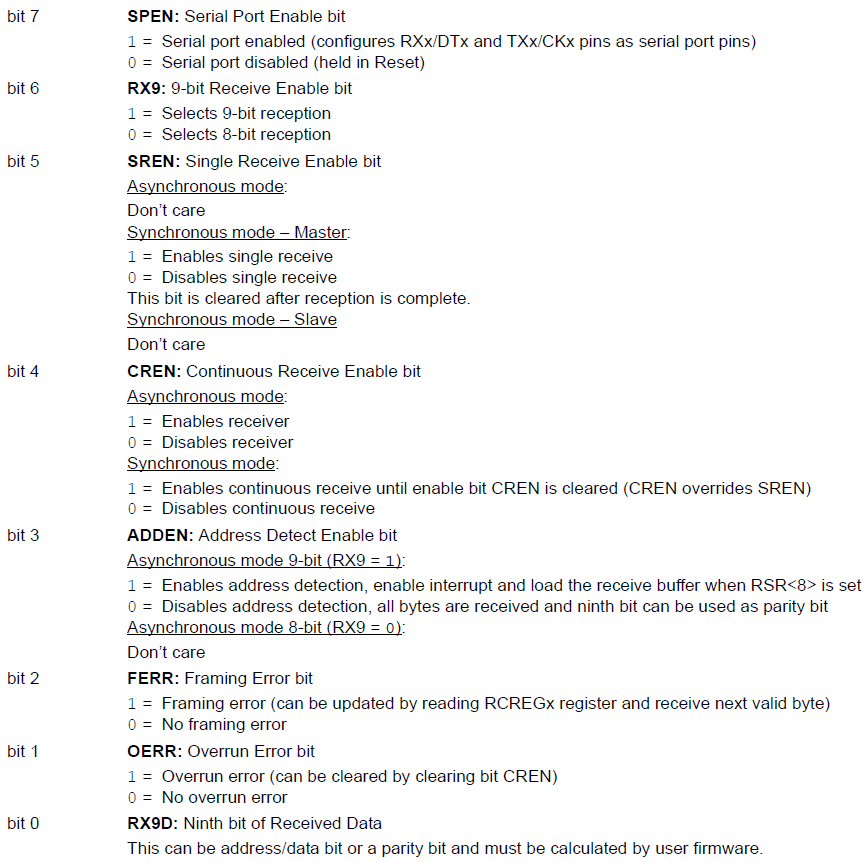 bit 7 SPEN: Serial Port Enable bit
1 = Serial port enabled (configures RXx/DTx and TXx/CKx pins as serial port pins)
0 = Serial port disabled (held in Reset)
bit 6 RX9: 9-bit Receive Enable bit
1 = Selects 9-bit reception
0 = Selects 8-bit reception
bit 5 SREN: Single Receive Enable bit
Asynchronous mode:
Don’t care
Synchronous mode – Master:
1 = Enables single receive
0 = Disables single receive
This bit is cleared after reception is complete.
Synchronous mode – Slave
Don’t care
bit 4 CREN: Continuous Receive Enable bit
Asynchronous mode:
1 = Enables receiver
0 = Disables receiver
Synchronous mode:
1 = Enables continuous receive until enable bit CREN is cleared (CREN overrides SREN)
0 = Disables continuous receive
bit 3 ADDEN: Address Detect Enable bit
Asynchronous mode 9-bit (RX9 = 1):
1 = Enables address detection, enable interrupt and load the receive buffer when RSR<8> is set
0 = Disables address detection, all bytes are received and ninth bit can be used as parity bit
Asynchronous mode 8-bit (RX9 = 0):
Don’t care
bit 2 FERR: Framing Error bit
1 = Framing error (can be updated by reading RCREGx register and receive next valid byte)
0 = No framing error
bit 1 OERR: Overrun Error bit
1 = Overrun error (can be cleared by clearing bit CREN)
0 = No overrun error
bit 0 RX9D: Ninth bit of Received Data
This can be address/data bit or a parity bit and must be calculated by user firmware.